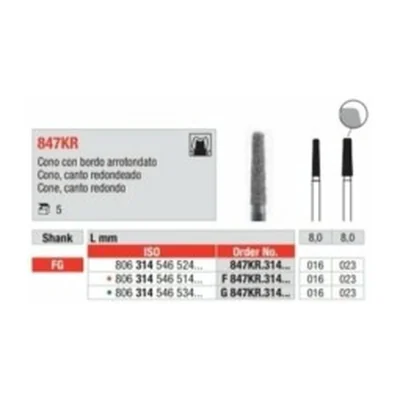 847KR
Cono con bordo arrotondato
Cono, canto redondeado
Cone, canto redondo
5
Shank L mm 8,0 8,0
ISO Order No.
FG 806 314 546 524... 847KR.314... 016 023
806 314 546 514... F 847KR.314... 016 023
806 314 546 534... G 847KR.314... 016 023